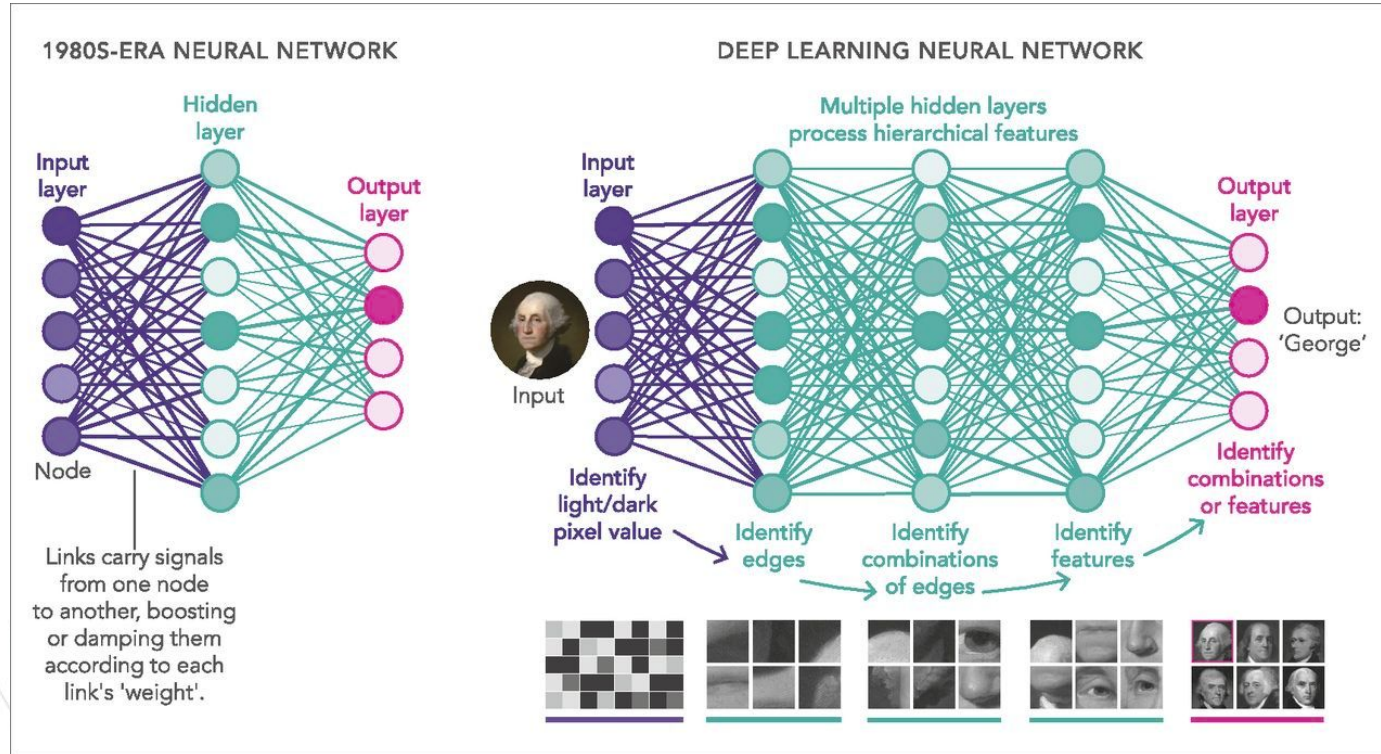 1980S-ERA NEURAL NETWORK
Hidden
layer
Input
layer
Output
layer
Node
Links carry signals
from one node
to another, boosting
or damping them
according to each
link's 'weight'.
DEEP LEARNING NEURAL NETWORK
Multiple hidden layers
process hierarchical features
Input
layer
Output
layer
Input
Output:
'George'
Identify
light/dark
pixel value
Identify
edges
Identify
combinations
of edges
Identify
features
Identify
combinations
or features